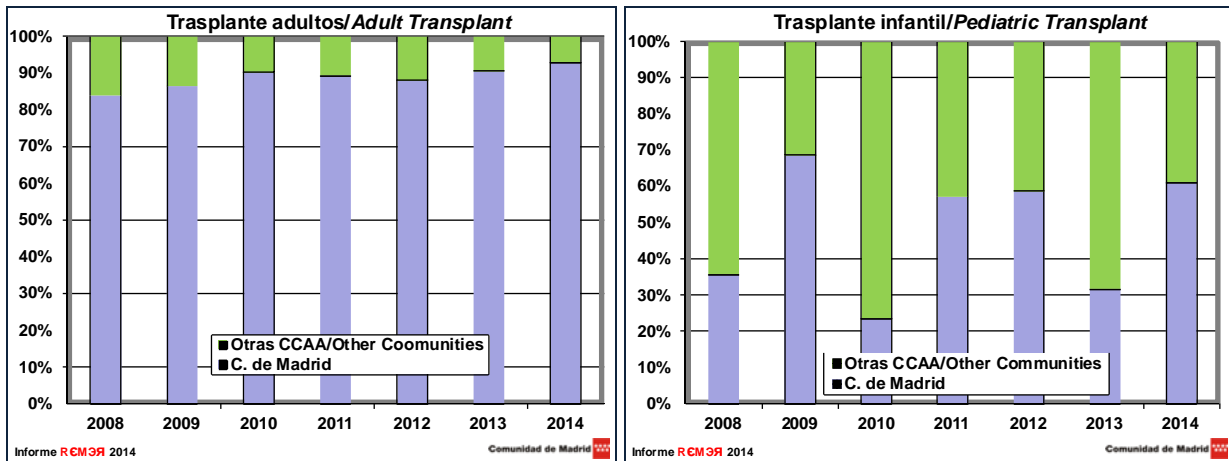 Trasplante adultos/Adult Transplant
100%
90%
80%
70%
60%
50%
40%
30%
20%
10%
0%
Otras CCAA/Other Coomunities
C. de Madrid
2008 2009 2010 2011 2012 2013 2014
Informe RЄMƎЯ 2014
Comunidad de Madrid
Trasplante infantil/Pediatric Transplant
100%
90%
80%
70%
60%
50%
40%
30%
20%
10%
0%
Otras CCAA/Other Communities
C. de Madrid
2008 2009 2010 2011 2012 2013 2014
Informe RЄMƎЯ 2014
Comunidad de Madrid